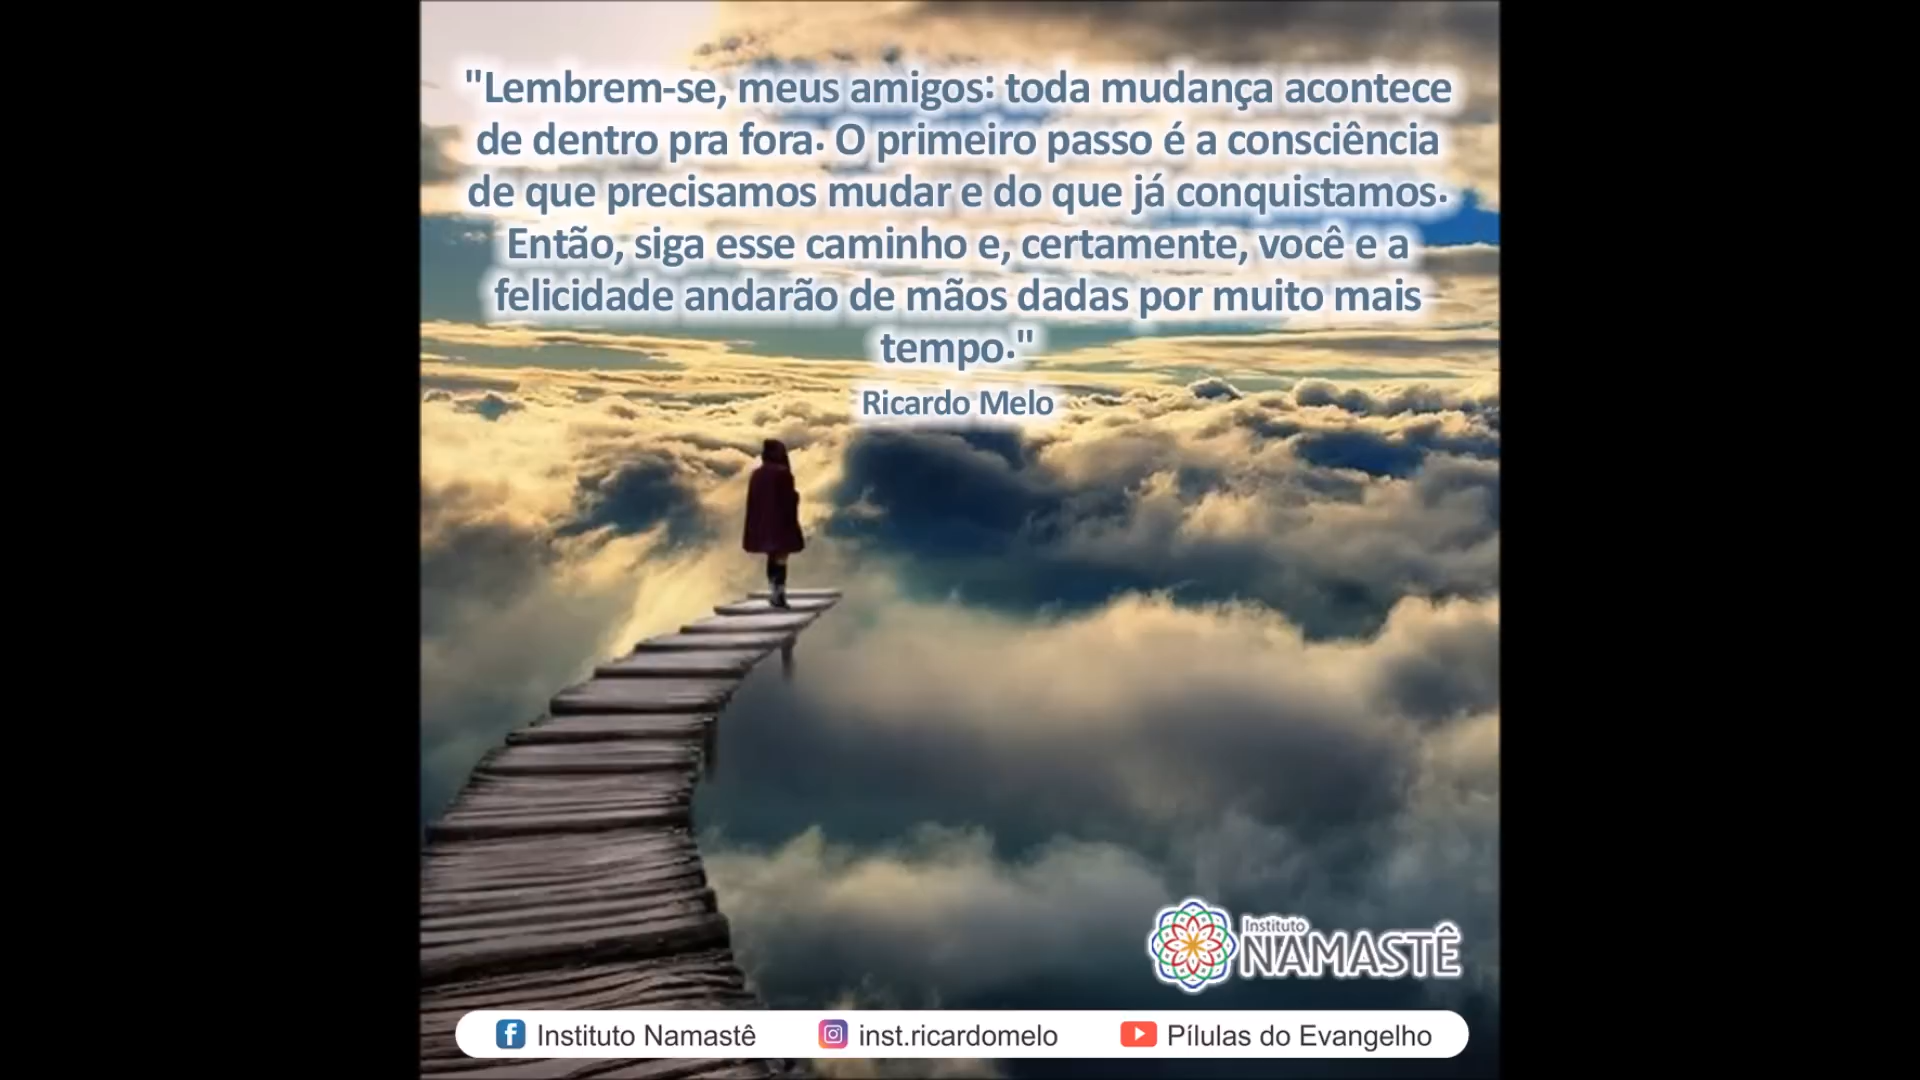 "Lembrem-se, meus amigos: toda mudança acontece
de dentro pra fora. O primeiro passo é a consciência
de que precisamos mudar e do que já conquistamos.
Então, siga esse caminho e, certamente, você e a
felicidade andarão de mãos dadas por muito mais
tempo."
Ricardo Melo
Instituto
NAMASTÊ
Instituto Namastê
inst.ricardomelo
Pílulas do Evangelho